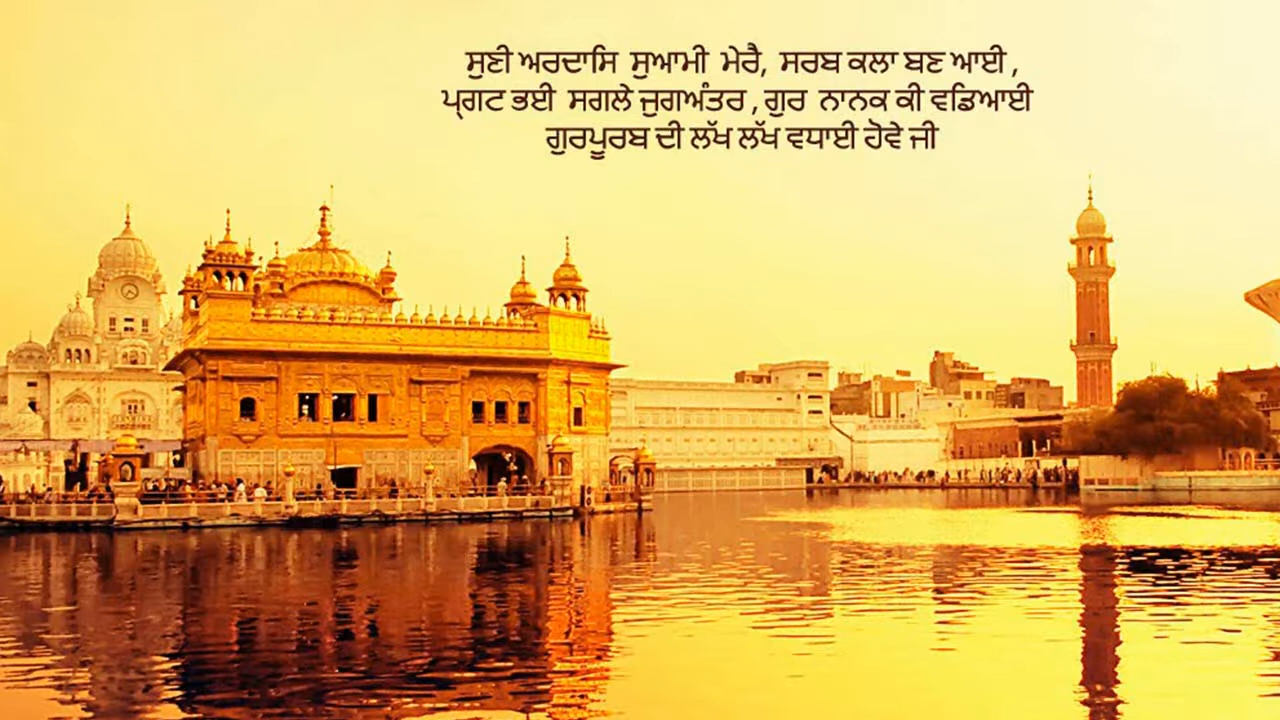 ਸੁਣੀ ਅਰਦਾਸਿ ਸੁਆਮੀ ਮੇਰੈ, ਸਰਬ ਕਲਾ ਬਣ ਆਈ ,
ਪ੍ਰਗਟ ਭਈ ਸਗਲੇ ਜੁਗਅੰਤਰ , ਗੁਰ ਨਾਨਕ ਕੀ ਵਡਿਆਈ
ਗੁਰਪੂਰਬ ਦੀ ਲੱਖ ਲੱਖ ਵਧਾਈ ਹੋਵੇ ਜੀ